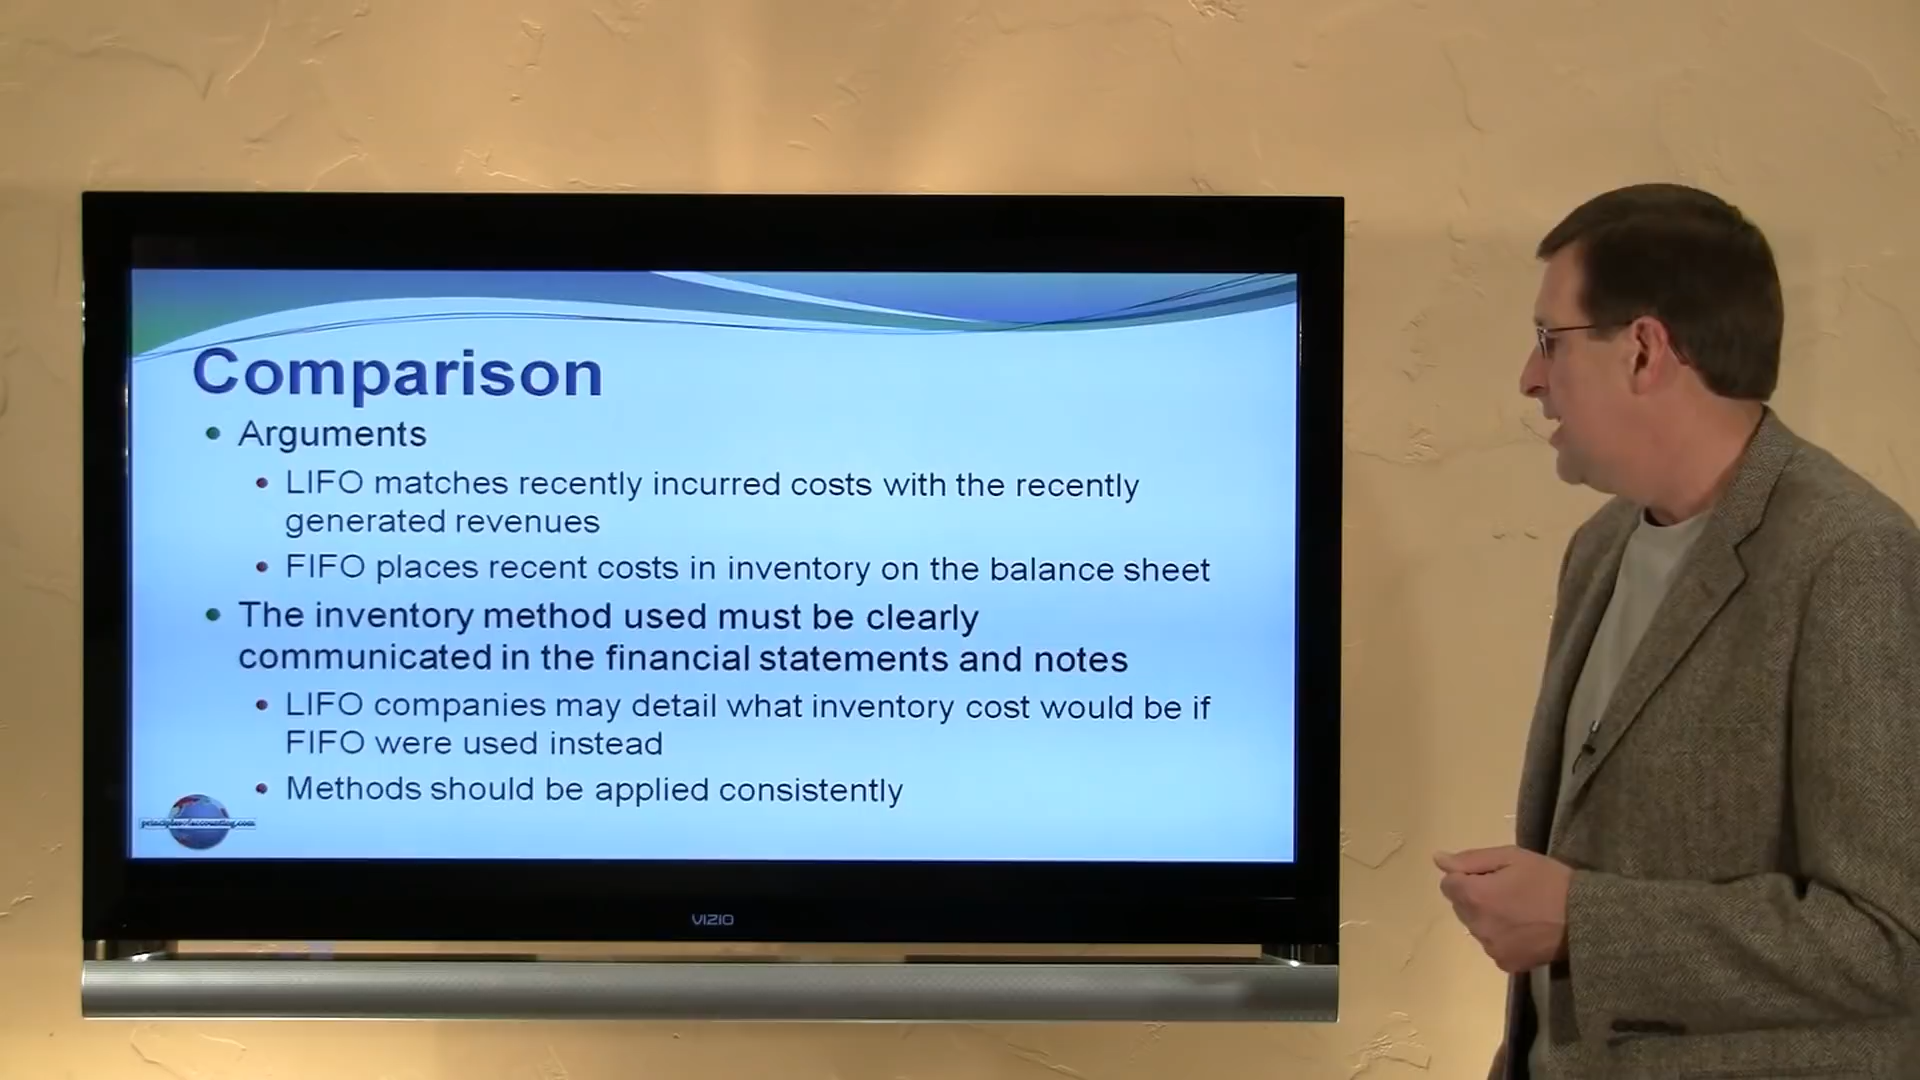 Comparison
• Arguments
• LIFO matches recently incurred costs with the recently
generated revenues
• FIFO places recent costs in inventory on the balance sheet
• The inventory method used must be clearly
communicated in the financial statements and notes
• LIFO companies may detail what inventory cost would be if
FIFO were used instead
• Methods should be applied consistently
principlesofaccounting.com
VIZIO